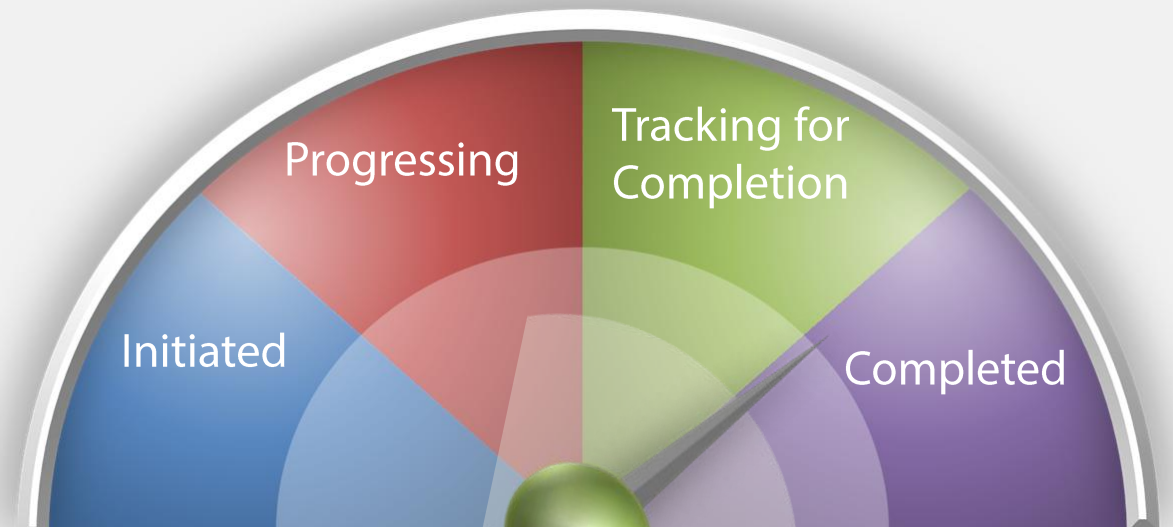 Progressing
Tracking for
Completion
Initiated
Completed